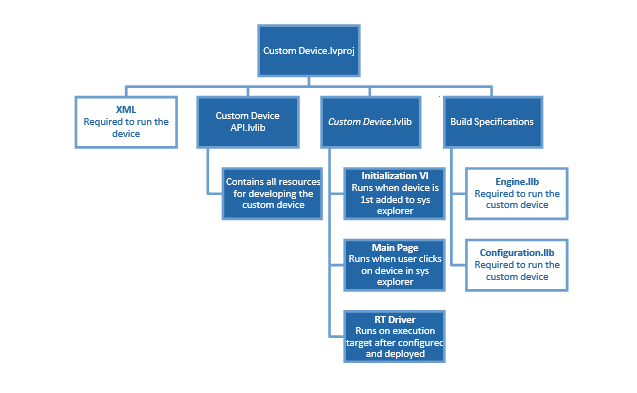 Custom Device.lvproj
XML
Required to run the
device
Custom Device
API.lvlib
Custom Device.lvlib
Build Specifications
Contains all resources
for developing the
custom device
Initialization VI
Runs when device is
1st added to sys
explorer
Main Page
Runs when user clicks
on device in sys
explorer
RT Driver
Runs on execution
target after configured
and deployed
Engine.llb
Required to run the
custom device
Configuration.llb
Required to run the
custom device